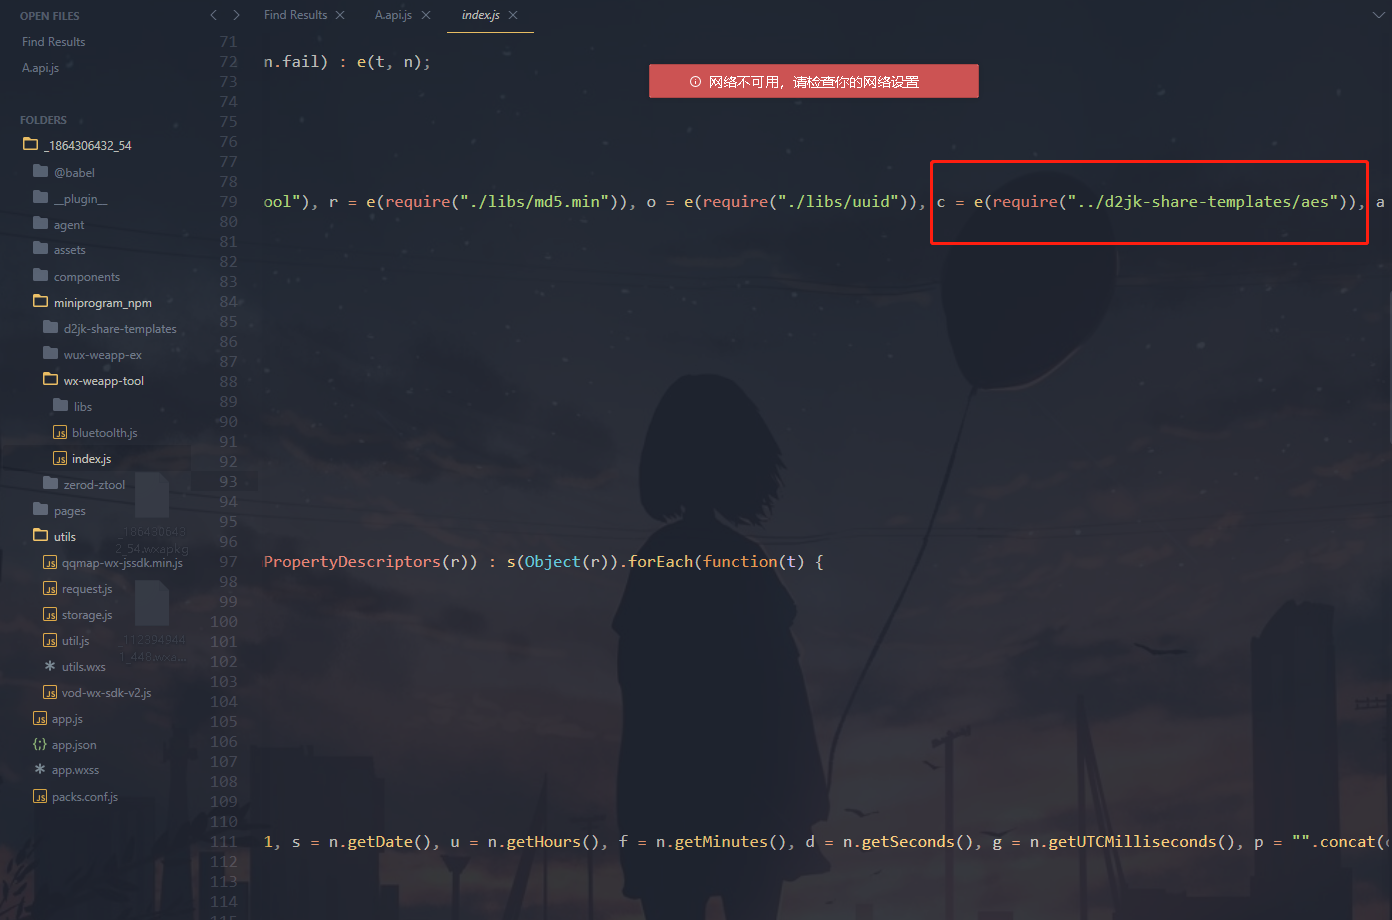 OPEN FILES
Find Results
A.api.js
FOLDERS
_1864306432_54
@babel
__plugin__
agent
assets
components
miniprogram_npm
d2jk-share-templates
wux-weapp-ex
wx-weapp-tool
libs
bluetoolth.js
index.js
zerod-ztool
pages
utils
qqmap-wx-jssdk.min.js
request.js
storage.js
util.js
utils.wxs
vod-wx-sdk-v2.js
app.js
app.json
app.wxss
packs.conf.js
_186430643
2_54.wxapkg
_112394944
1_448.wxa...
Find Results
A.api.js
index.js
网络不可用，请检查你的网络设置
71
72 n.fail) : e(t, n);
73
74
75
76
77
78
79 ool"), r = e(require("./libs/md5.min")), o = e(require("./libs/uuid")), c = e(require("../d2jk-share-templates/aes")), a
80
81
82
83
84
85
86
87
88
89
90
91
92
93
94
95
96
97 PropertyDescriptors(r)) : s(Object(r)).forEach(function(t) {
98
99
100
101
102
103
104
105
106
107
108
109
110
111 1, s = n.getDate(), u = n.getHours(), f = n.getMinutes(), d = n.getSeconds(), g = n.getUTCMilliseconds(), p = "".concat(
112
113
114